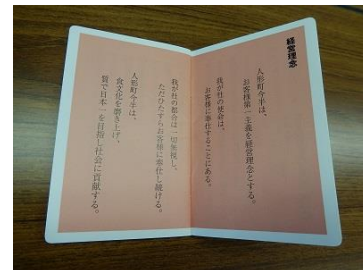 経営理念
人形町今半は、
お客様第一主義を経営理念とする。
我が社の使命は、
お客様に奉仕することにある。
我が社の都合は一切無視し、
ただひたすらお客様に奉仕し続ける。
人形町今半は、
食文化を磨き上げ、
質で日本一を目指し社会に貢献する。